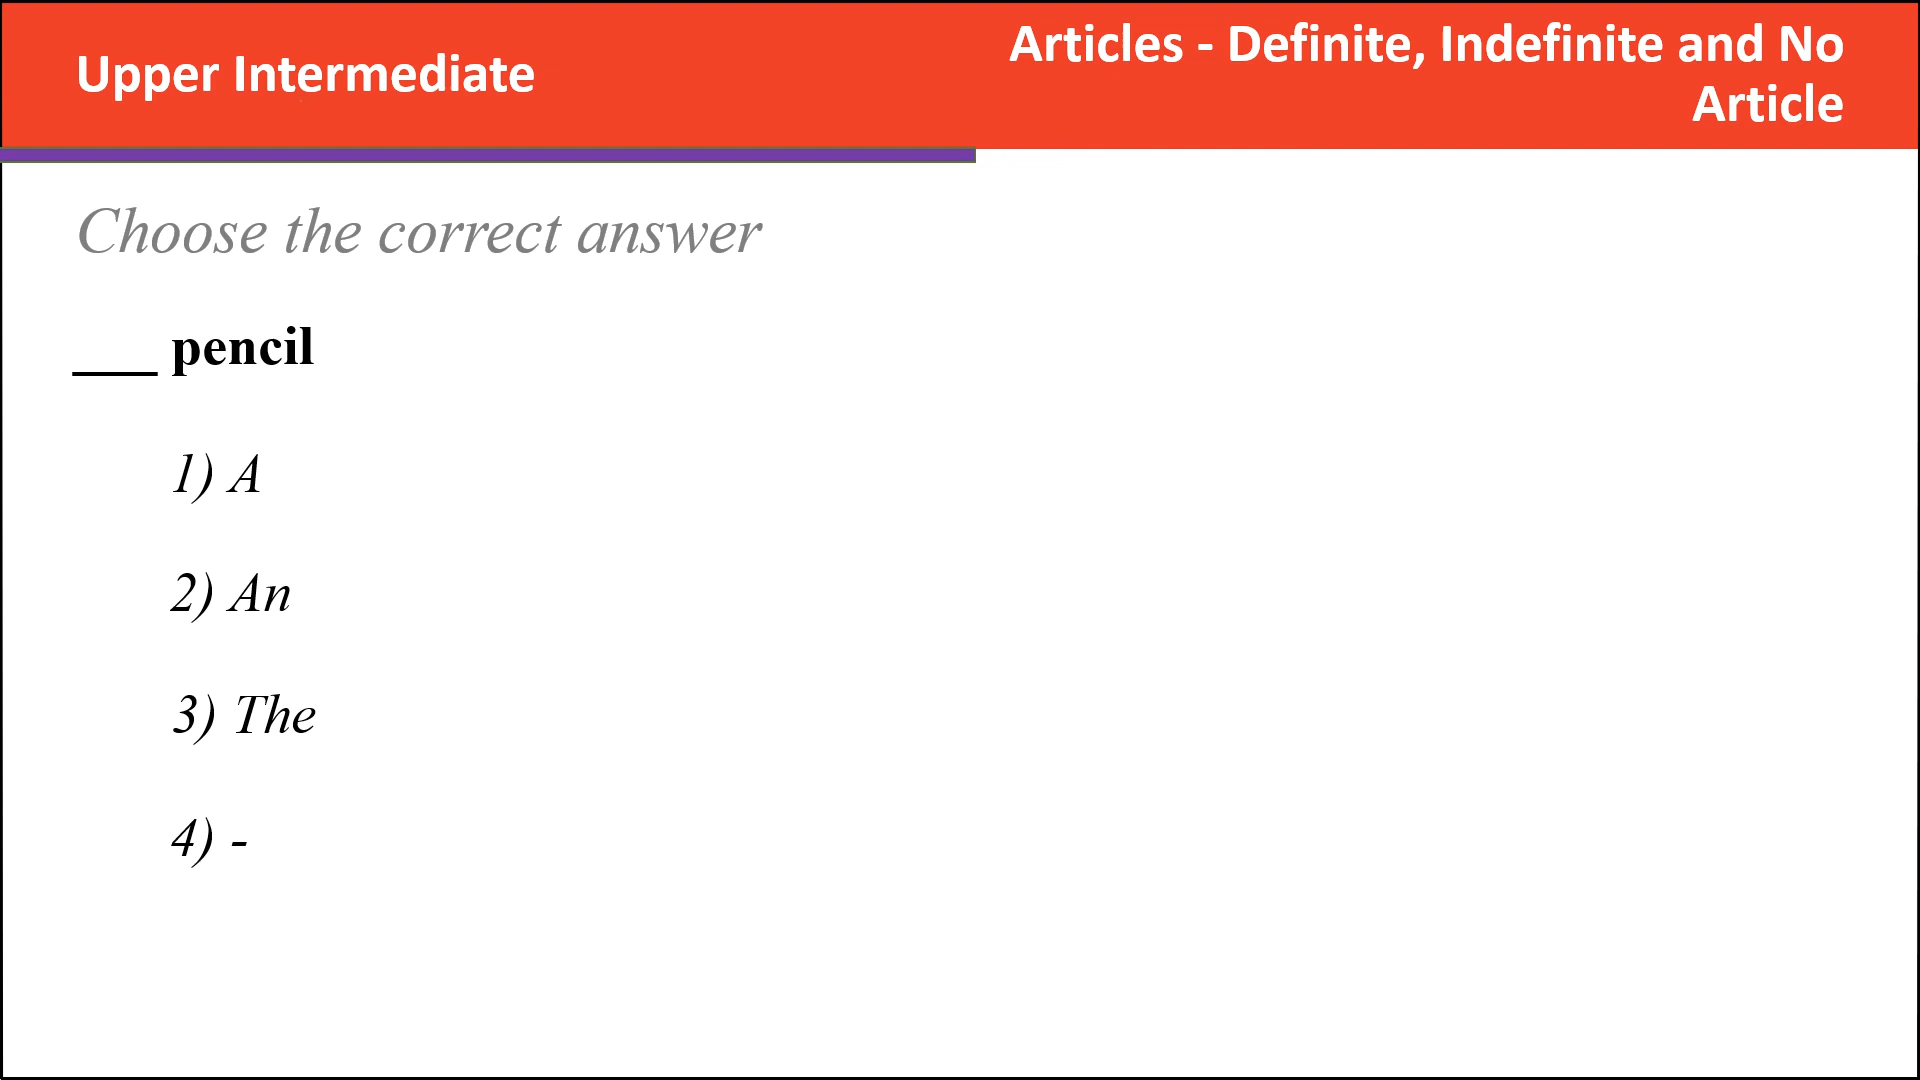 Upper Intermediate
Articles - Definite, Indefinite and No
Article
Choose the correct answer
___ pencil
1) A
2) An
3) The
4) -